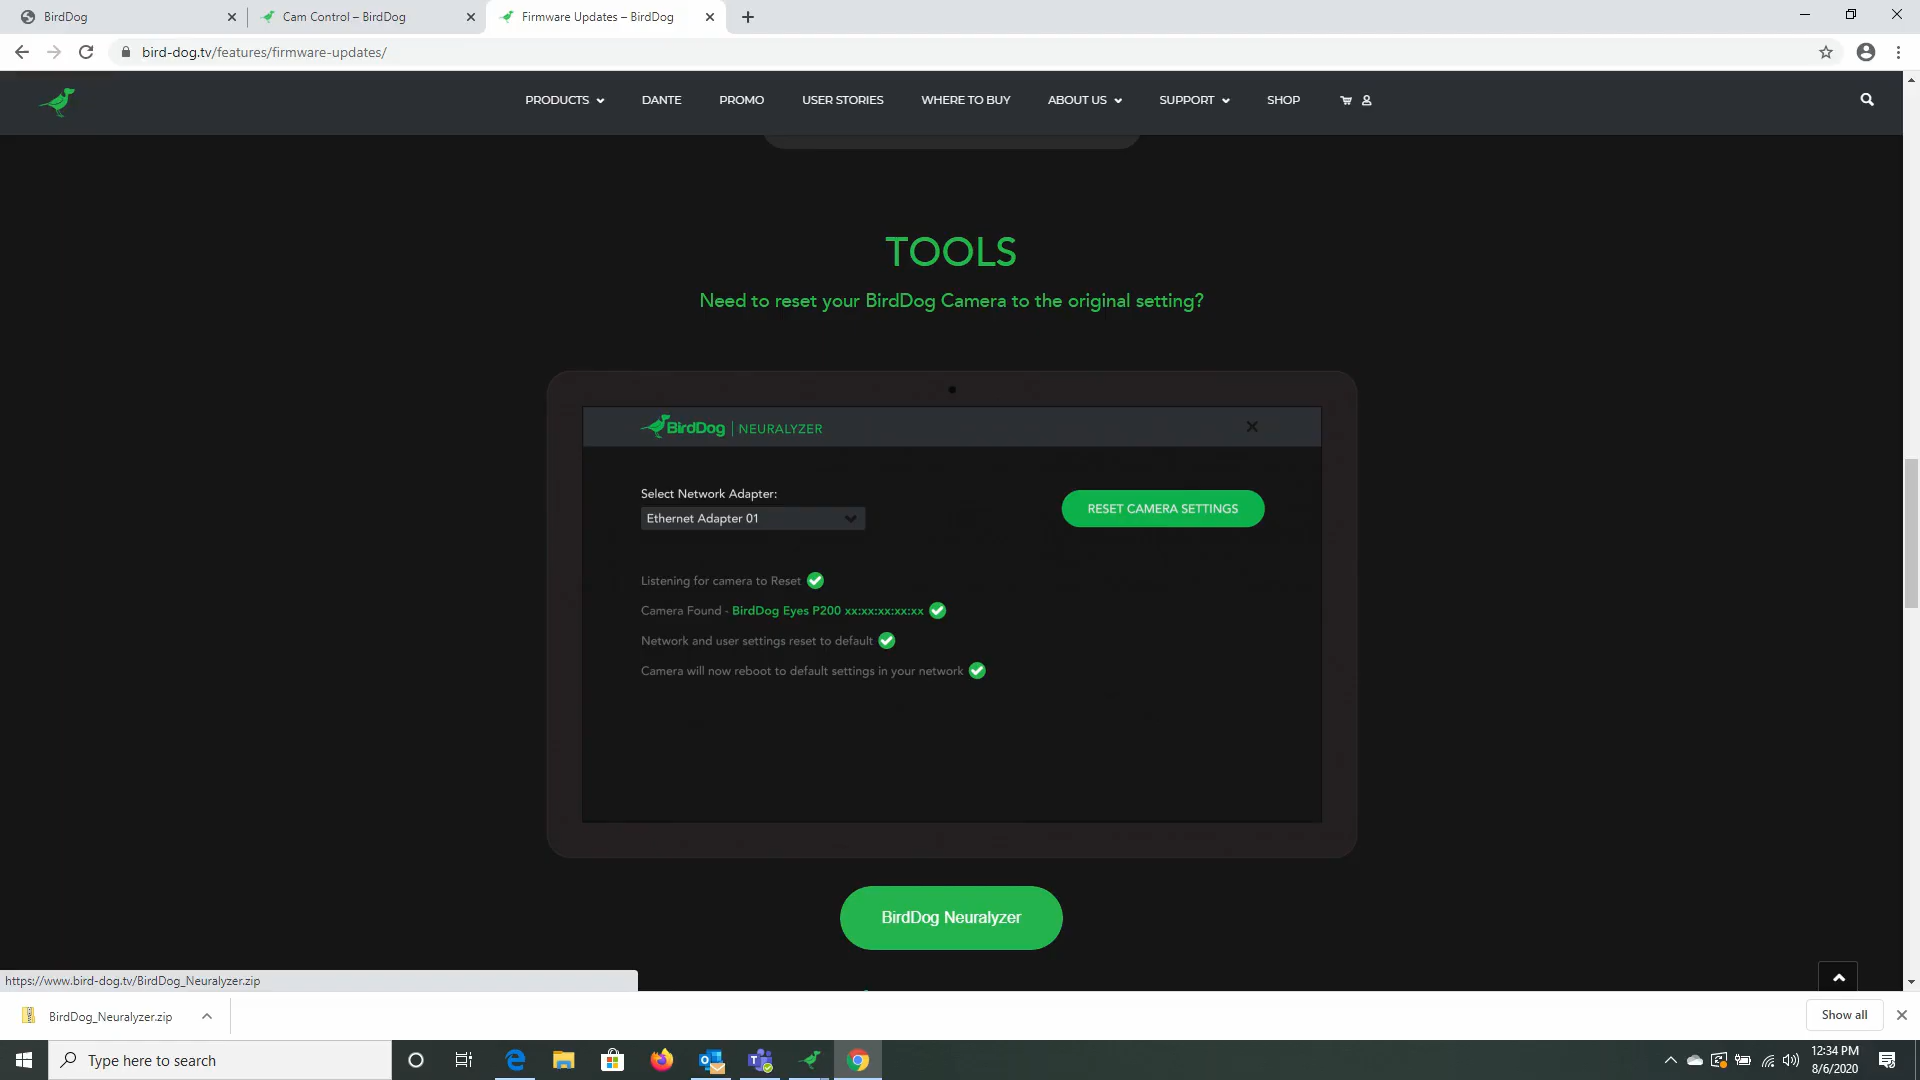 BirdDog
Cam Control – BirdDog
Firmware Updates – BirdDog
bird-dog.tv/features/firmware-updates/
PRODUCTS
DANTE
PROMO
USER STORIES
WHERE TO BUY
ABOUT US
SUPPORT
SHOP
TOOLS
Need to reset your BirdDog Camera to the original setting?
BirdDog | NEURALYZER
Select Network Adapter:
Ethernet Adapter 01
RESET CAMERA SETTINGS
Listening for camera to Reset
Camera Found - BirdDog Eyes P200 xx:xx:xx:xx:xx
Network and user settings reset to default
Camera will now reboot to default settings in your network
BirdDog Neuralyzer
https://www.bird-dog.tv/BirdDog_Neuralyzer.zip
BirdDog_Neuralyzer.zip
Show all
Type here to search
12:34 PM
8/6/2020